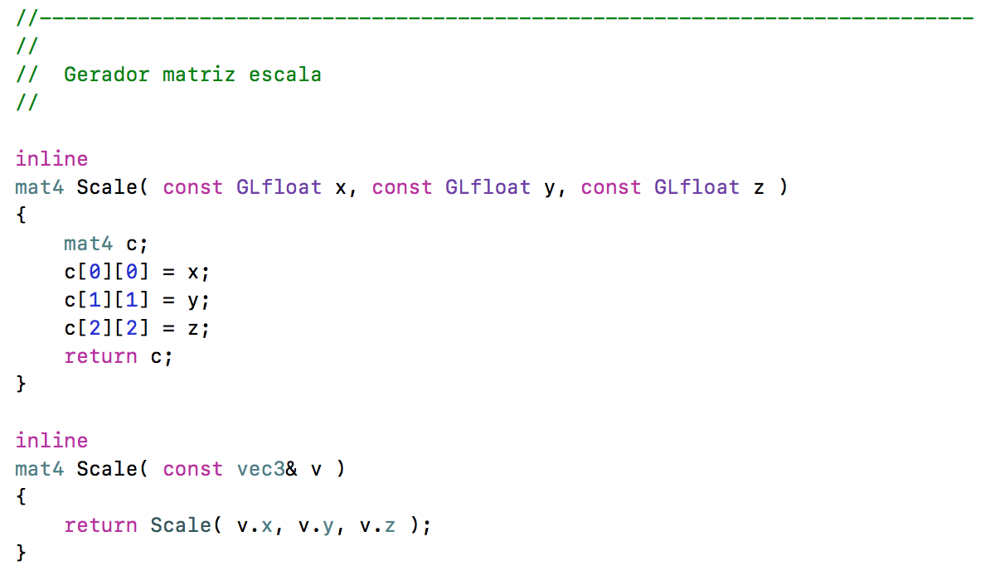 //----------------------------------------------------------------------------
//
//  Gerador matriz escala
//

inline
mat4 Scale( const GLfloat x, const GLfloat y, const GLfloat z )
{
    mat4 c;
    c[0][0] = x;
    c[1][1] = y;
    c[2][2] = z;
    return c;
}

inline
mat4 Scale( const vec3& v )
{
    return Scale( v.x, v.y, v.z );
}